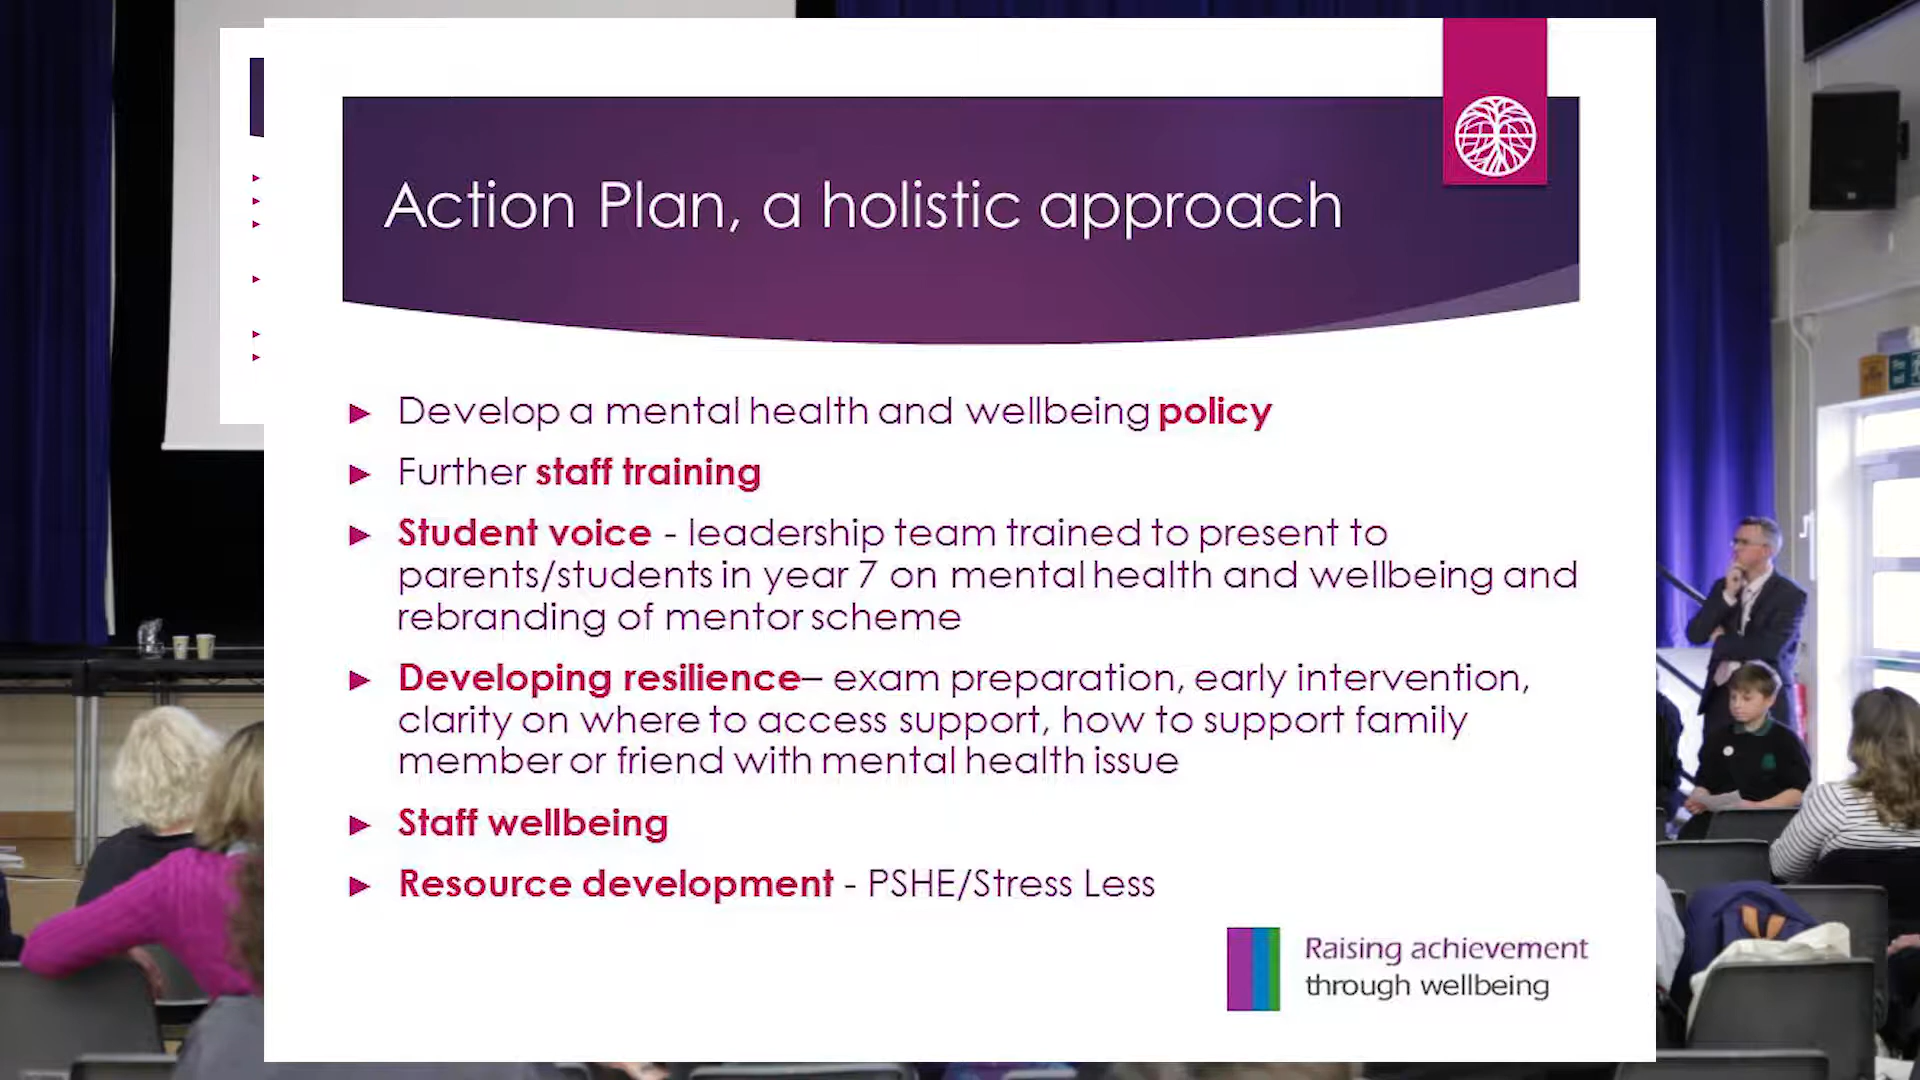 Action Plan, a holistic approach
► Develop a mental health and wellbeing policy
► Further staff training
► Student voice - leadership team trained to present to
parents/students in year 7 on mental health and wellbeing and
rebranding of mentor scheme
► Developing resilience– exam preparation, early intervention,
clarity on where to access support, how to support family
member or friend with mental health issue
► Staff wellbeing
► Resource development - PSHE/Stress Less
Raising achievement
through wellbeing